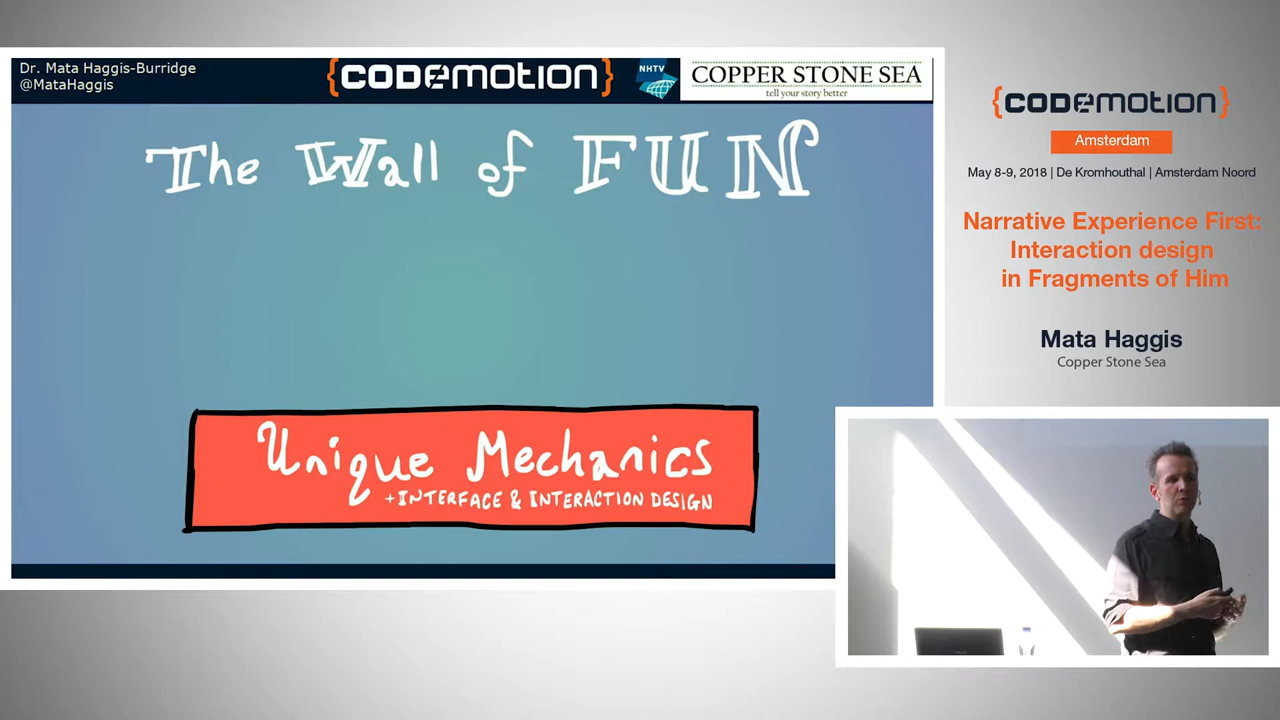 Dr. Mata Haggis-Burridge
@MataHaggis
{CODEMOTION}
NHTV
COPPER STONE SEA
tell your story better
The Wall of FUN
Unique Mechanics
+INTERFACE & INTERACTION DESIGN
{CODEMOTION}
Amsterdam
May 8-9, 2018 | De Kromhouthal | Amsterdam Noord
Narrative Experience First:
Interaction design
in Fragments of Him
Mata Haggis
Copper Stone Sea